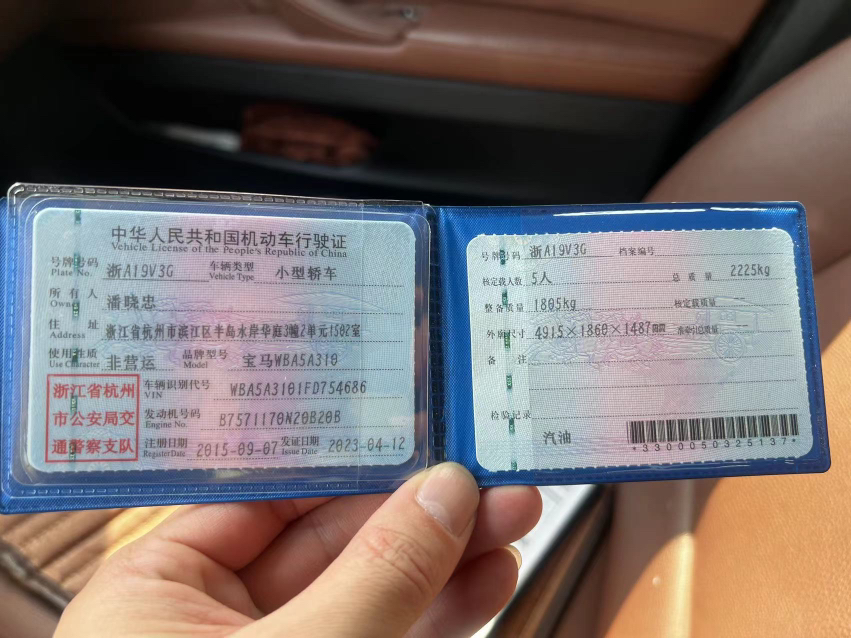 中华人民共和国机动车行驶证
Vehicle License of the People's Republic of China
号牌号码 浙A19V3G 车辆类型 小型轿车
Plate No. Vehicle Type
所有人 潘晓忠
Owner
住址 浙江省杭州市滨江区半岛水岸华庭3幢2单元1502室
Address
使用性质 非营运 品牌型号 宝马WBA5A310
Use Character Model
浙江省杭州
市公安局交
通警察支队
车辆识别代号 WBA5A3101FD754686
VIN
发动机号码 B7571170N20B20B
Engine No.
注册日期 2015-09-07 发证日期 2023-04-12
Register Date Issue Date
号牌号码 浙A19V3G 档案编号
核定载人数 5人 总质量 2225kg
整备质量 1805kg 核定载质量 --
外廓尺寸 4915×1860×1487mm 准牵引总质量 --
备注
检验记录
汽油
*3300050325137*